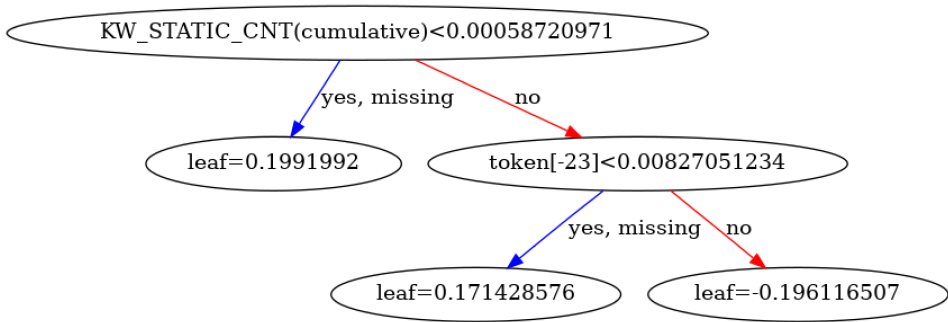 KW_STATIC_CNT(cumulative)<0.00058720971
yes, missing
no
leaf=0.1991992
token[-23]<0.00827051234
yes, missing
no
leaf=0.171428576
leaf=-0.196116507